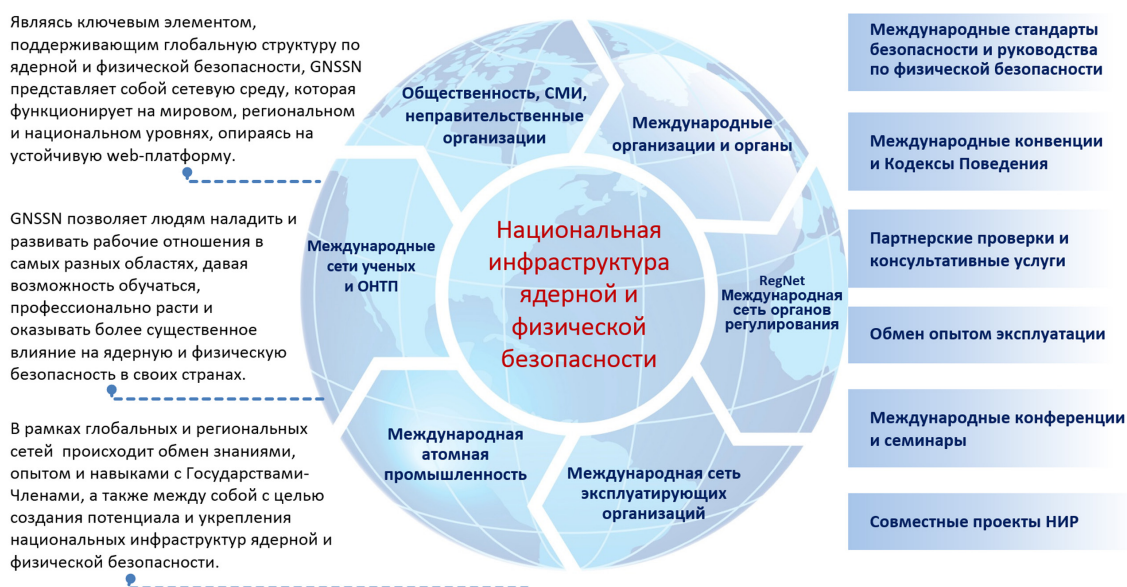 Являясь ключевым элементом,
поддерживающим глобальную структуру по
ядерной и физической безопасности, GNSSN
представляет собой сетевую среду, которая
функционирует на мировом, региональном
и национальном уровнях, опираясь на
устойчивую web-платформу.
GNSSN позволяет людям наладить и
развивать рабочие отношения в
самых разных областях, давая
возможность обучаться,
профессионально расти и
оказывать более существенное
влияние на ядерную и физическую
безопасность в своих странах.
В рамках глобальных и региональных
сетей происходит обмен знаниями,
опытом и навыками с Государствами-
Членами, а также между собой с целью
создания потенциала и укрепления
национальных инфраструктур ядерной и
физической безопасности.
Общественность, СМИ,
неправительственные
организации
Международные
организации и органы
Международные
сети ученых
и ОНТП
Национальная
инфраструктура
ядерной и
физической
безопасности
RegNet
Международная
сеть органов
регулирования
Международная
атомная
промышленность
Международная сеть
эксплуатирующих
организаций
Международные стандарты
безопасности и руководства
по физической безопасности
Международные конвенции
и Кодексы Поведения
Партнерские проверки и
консультативные услуги
Обмен опытом эксплуатации
Международные конференции
и семинары
Совместные проекты НИР